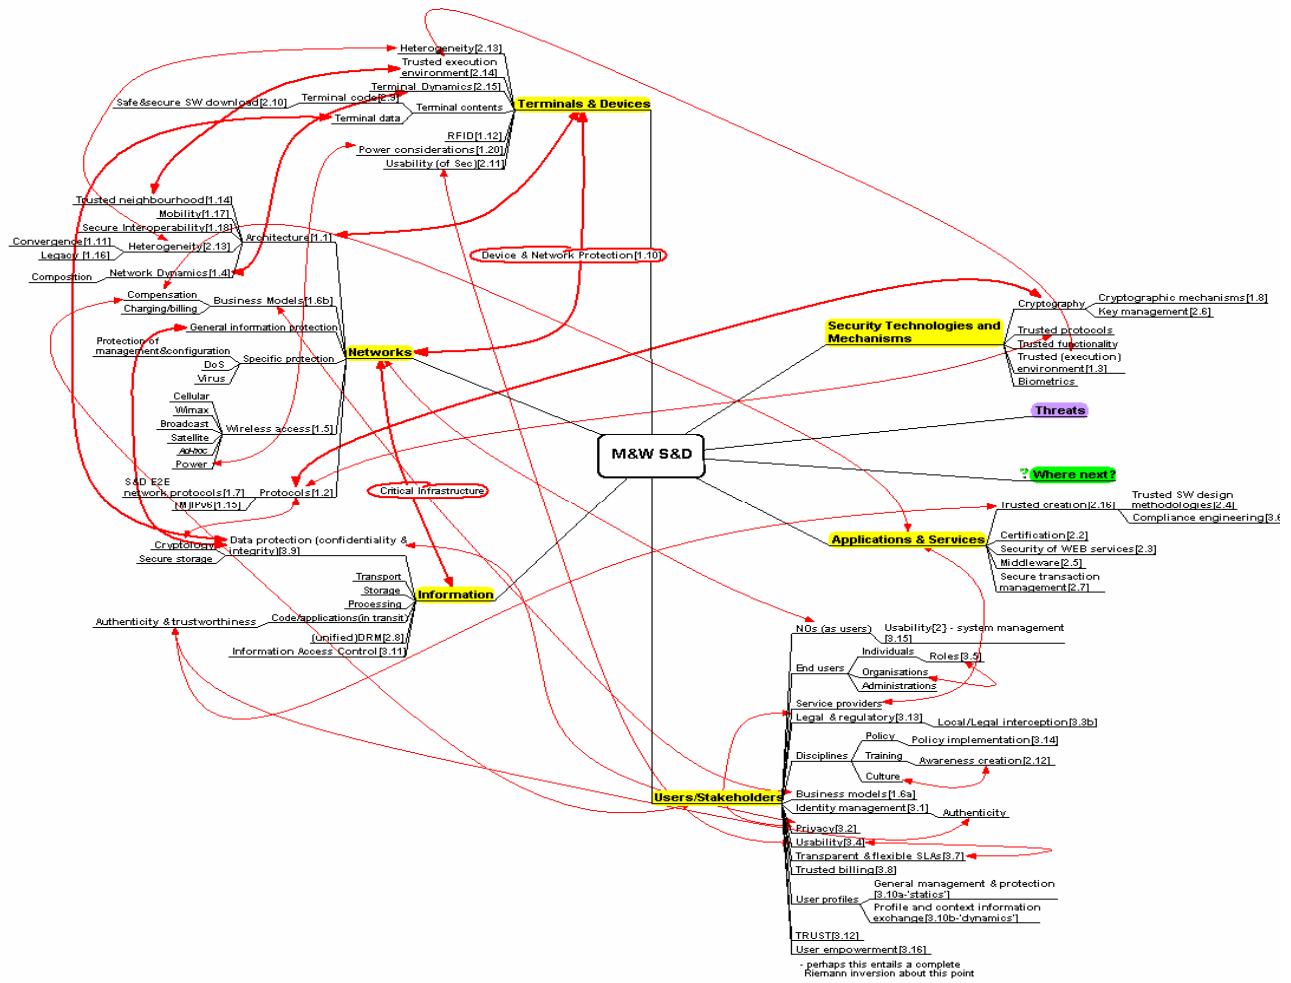 Heterogeneity[2.13]
Trusted execution
environment[2.14]
Terminal Dynamics[2.15]
Safe&secure SW download[2.10]
Terminal code[2.9]
Terminal contents
Terminal data
Terminals & Devices
RFID[1.12]
Power considerations[1.20]
Usability (of Sec)[2.11]
Trusted neighbourhood[1.14]
Mobility[1.17]
Secure Interoperability[1.18]
Architecture[1.1]
Convergence[1.11]
Heterogeneity[2.13]
Legacy [1.16]
Network Dynamics[1.4]
Composition
Device & Network Protection[1.10]
Compensation
Business Models[1.6b]
Charging/billing
General information protection
Protection of
management&configuration
Specific protection
DoS
Virus
Networks
Cellular
Wimax
Broadcast
Wireless access[1.5]
Satellite
Ad-hoc
Power
S&D E2E
network protocols[1.7]
Protocols[1.2]
(M)IPv6[1.15]
Critical Infrastructure
M&W S&D
Security Technologies and
Mechanisms
Cryptography
Cryptographic mechanisms[1.8]
Key management[2.6]
Trusted protocols
Trusted functionality
Trusted (execution)
environment[1.3]
Biometrics
Threats
? Where next?
Trusted creation[2.16]
Trusted SW design
methodologies[2.4]
Compliance engineering[3.6
Applications & Services
Certification[2.2]
Security of WEB services[2.3]
Middleware[2.5]
Secure transaction
management[2.7]
Data protection (confidentiality &
integrity)[3.9]
Cryptology
Secure storage
Transport
Storage
Processing
Information
Code/applications(in transit)
Authenticity & trustworthiness
(unified)DRM[2.8]
Information Access Control[3.11]
NOs (as users)
Usability[2] - system management
[3.15]
End users
Individuals
Roles[3.5]
Organisations
Administrations
Service providers
Legal & regulatory[3.13]
Local/Legal interception[3.3b]
Disciplines
Policy
Policy implementation[3.14]
Training
Awareness creation[2.12]
Culture
Users/Stakeholders
Business models[1.6a]
Identity management[3.1]
Authenticity
Privacy[3.2]
Usability[3.4]
Transparent & flexible SLAs[3.7]
Trusted billing[3.8]
User profiles
General management & protection
[3.10a-'statics']
Profile and context information
exchange[3.10b-'dynamics']
TRUST[3.12]
User empowerment[3.16]
- perhaps this entails a complete
Riemann inversion about this point